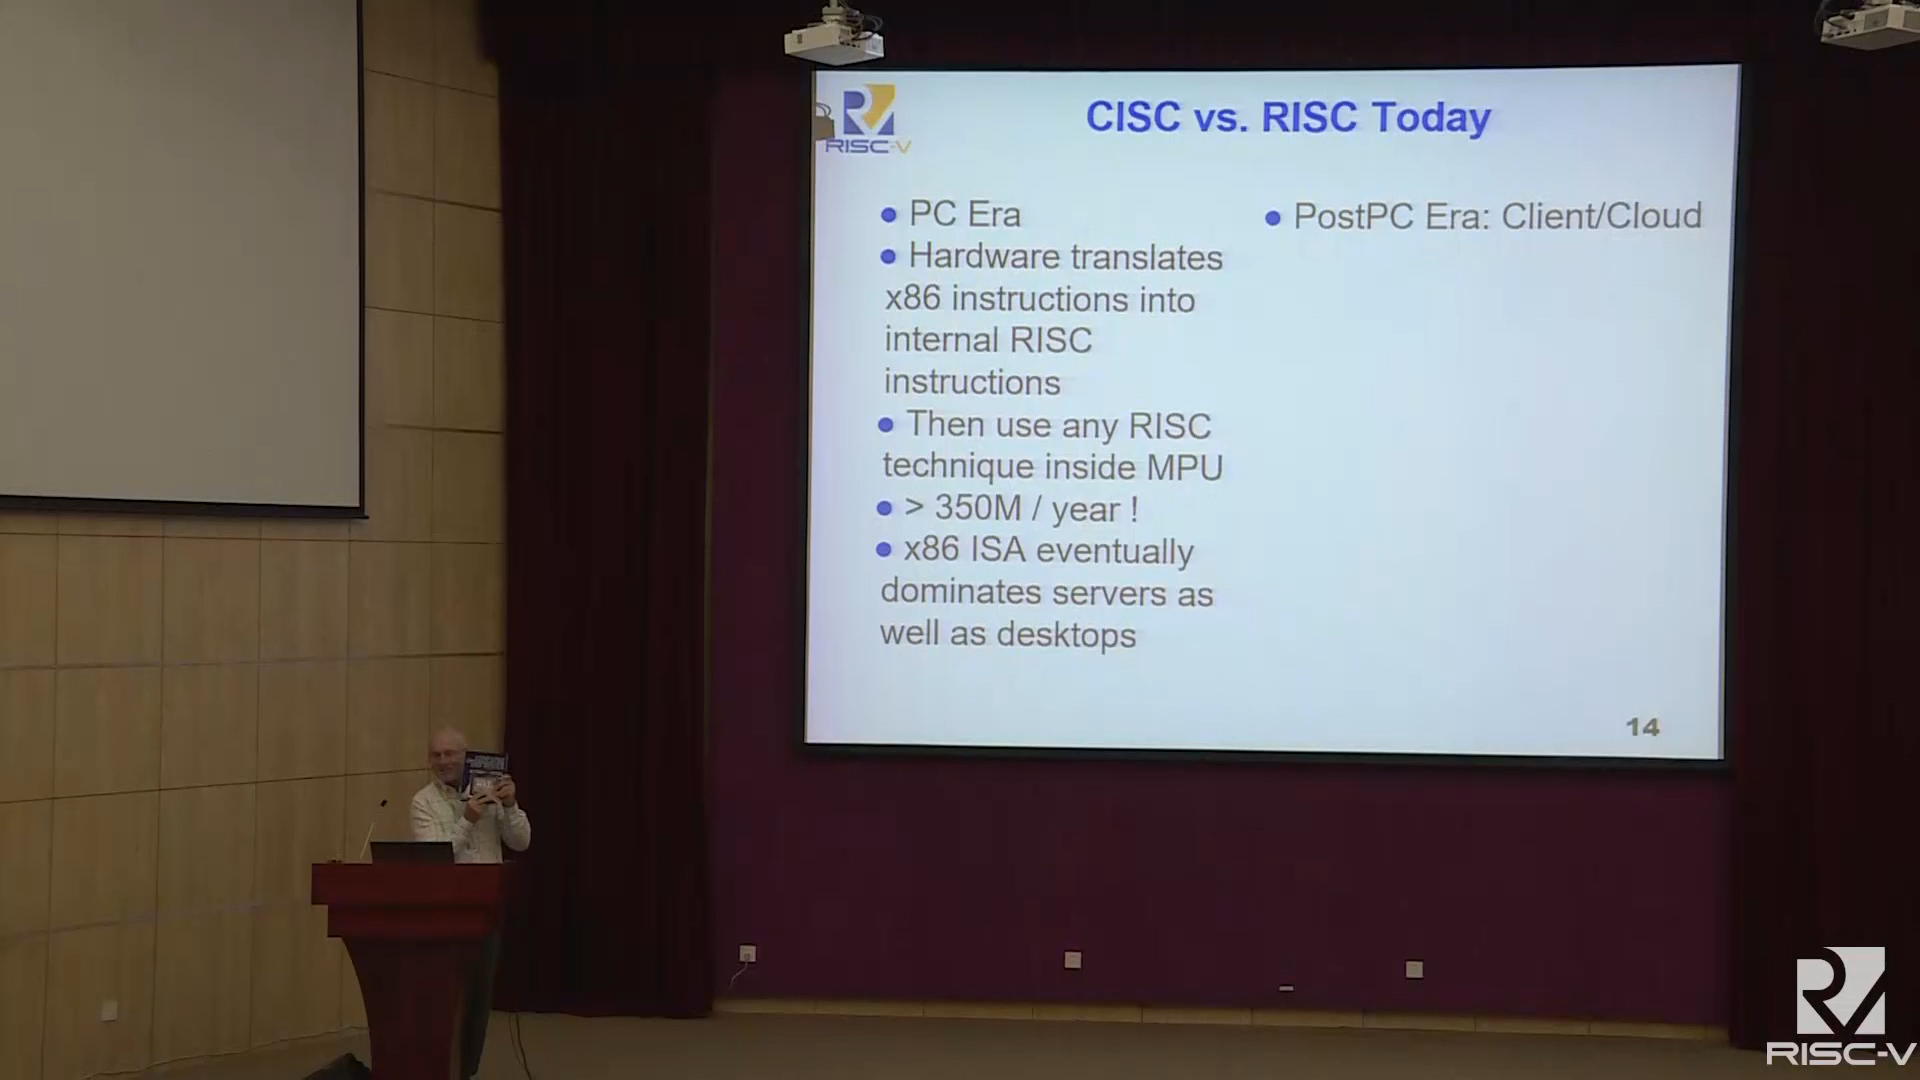 RISC-V
CISC vs. RISC Today
● PC Era
● Hardware translates
x86 instructions into
internal RISC
instructions
● Then use any RISC
technique inside MPU
● > 350M / year !
● x86 ISA eventually
dominates servers as
well as desktops
● PostPC Era: Client/Cloud
14
RISC-V